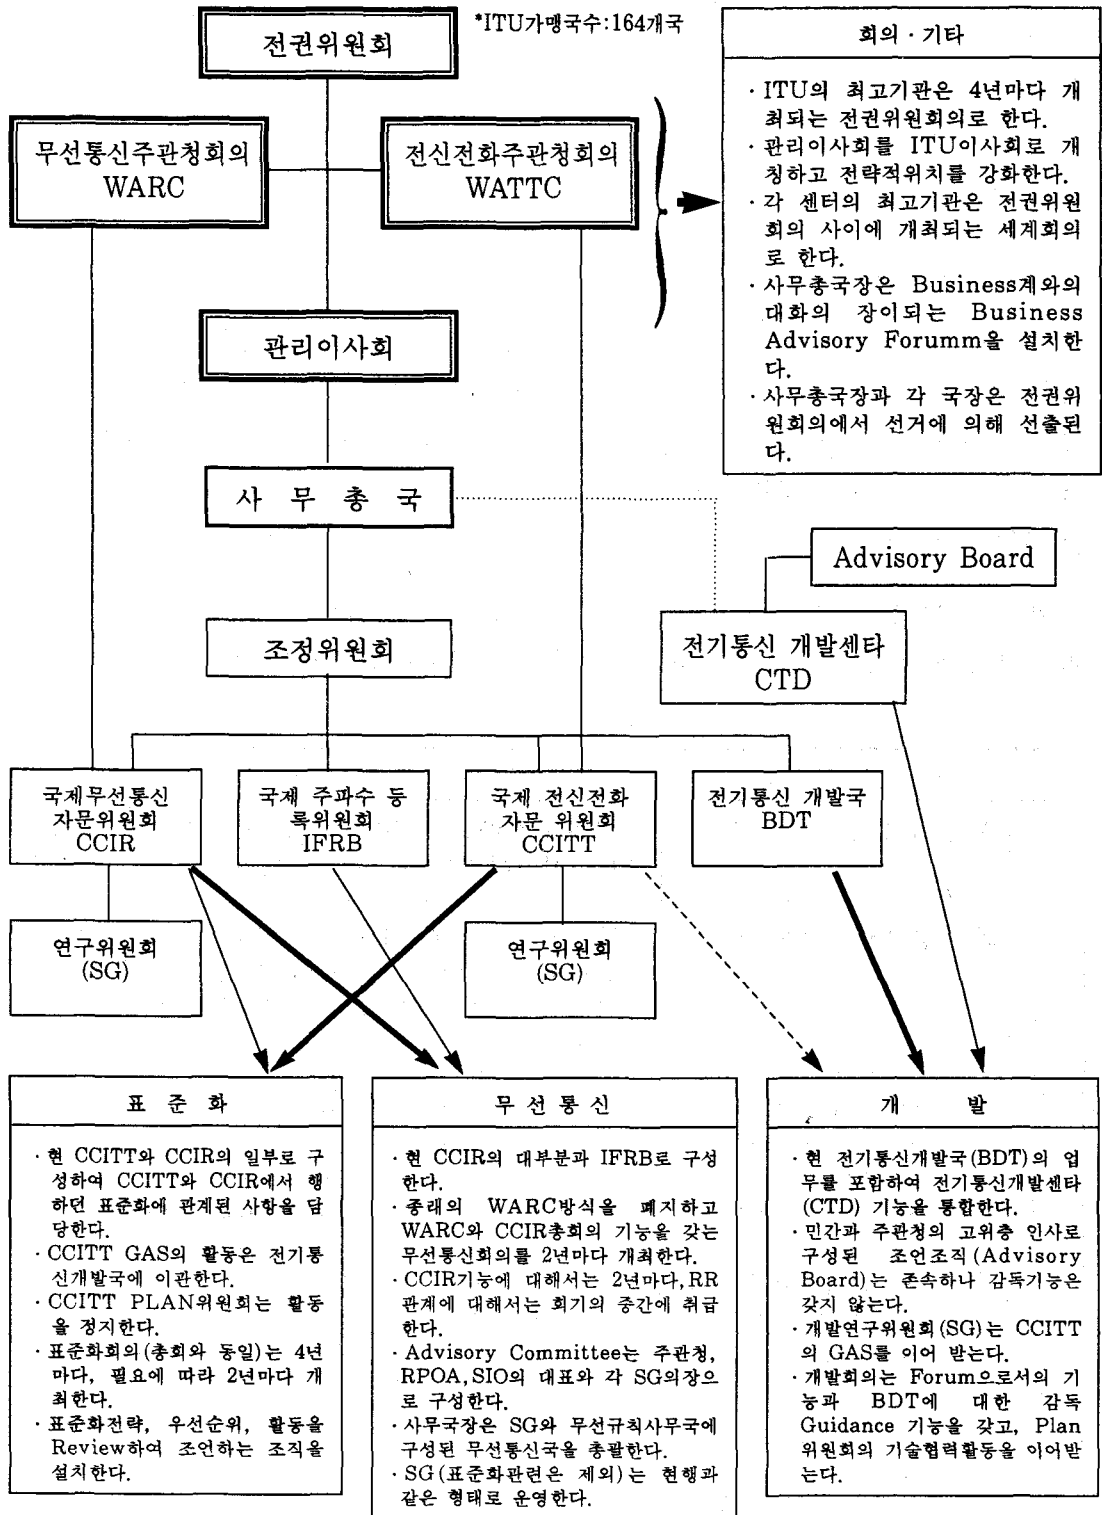 전권위원회
*ITU가맹국수:164개국
무선통신주관청회의
WARC
전신전화주관청회의
WATTC
관리이사회
사 무 총 국
조정위원회
Advisory Board
전기통신 개발센타
CTD
국제무선통신
자문위원회
CCIR
국제 주파수 등
록위원회
IFRB
국제 전신전화
자문 위원회
CCITT
전기통신 개발국
BDT
연구위원회
(SG)
연구위원회
(SG)
회의·기타
· ITU의 최고기관은 4년마다 개
최되는 전권위원회의로 한다.
· 관리이사회를 ITU이사회로 개
칭하고 전략적위치를 강화한다.
· 각 센터의 최고기관은 전권위원
회의 사이에 개최되는 세계회의
로 한다.
· 사무총국장은 Business계와의
대화의 장이되는 Business
Advisory Forumm을 설치한
다.
· 사무총국장과 각 국장은 전권위
원회의에서 선거에 의해 선출된
다.
표 준 화
· 현 CCITT와 CCIR의 일부로 구
성하여 CCITT와 CCIR에서 행
하던 표준화에 관계된 사항을 담
당한다.
· CCITT GAS의 활동은 전기통
신개발국에 이관한다.
· CCITT PLAN위원회는 활동
을 정지한다.
· 표준화회의(총회와 동일)는 4년
마다, 필요에 따라 2년마다 개
최한다.
· 표준화전략, 우선순위, 활동을
Review하여 조언하는 조직을
설치한다.
무 선 통 신
· 현 CCIR의 대부분과 IFRB로 구성
한다.
· 종래의 WARC방식을 폐지하고
WARC와 CCIR총회의 기능을 갖는
무선통신회의를 2년마다 개최한다.
· CCIR기능에 대해서는 2년마다, RR
관계에 대해서는 회기의 중간에 취급
한다.
· Advisory Committee는 주관청,
RPOA, SIO의 대표와 각 SG의장으
로 구성한다.
· 사무국장은 SG와 무선규칙사무국에
구성된 무선통신국을 총괄한다.
· SG(표준화관련은 제외)는 현행과
같은 형태로 운영한다.
개 발
· 현 전기통신개발국(BDT)의 업
무를 포함하여 전기통신개발센타
(CTD) 기능을 통합한다.
· 민간과 주관청의 고위층 인사로
구성된 조언조직(Advisory
Board)는 존속하나 감독기능은
갖지 않는다.
· 개발연구위원회(SG)는 CCITT
의 GAS를 이어 받는다.
· 개발회의는 Forum으로서의 기
능과 BDT에 대한 감독
Guidance 기능을 갖고, Plan
위원회의 기술협력활동을 이어받
는다.